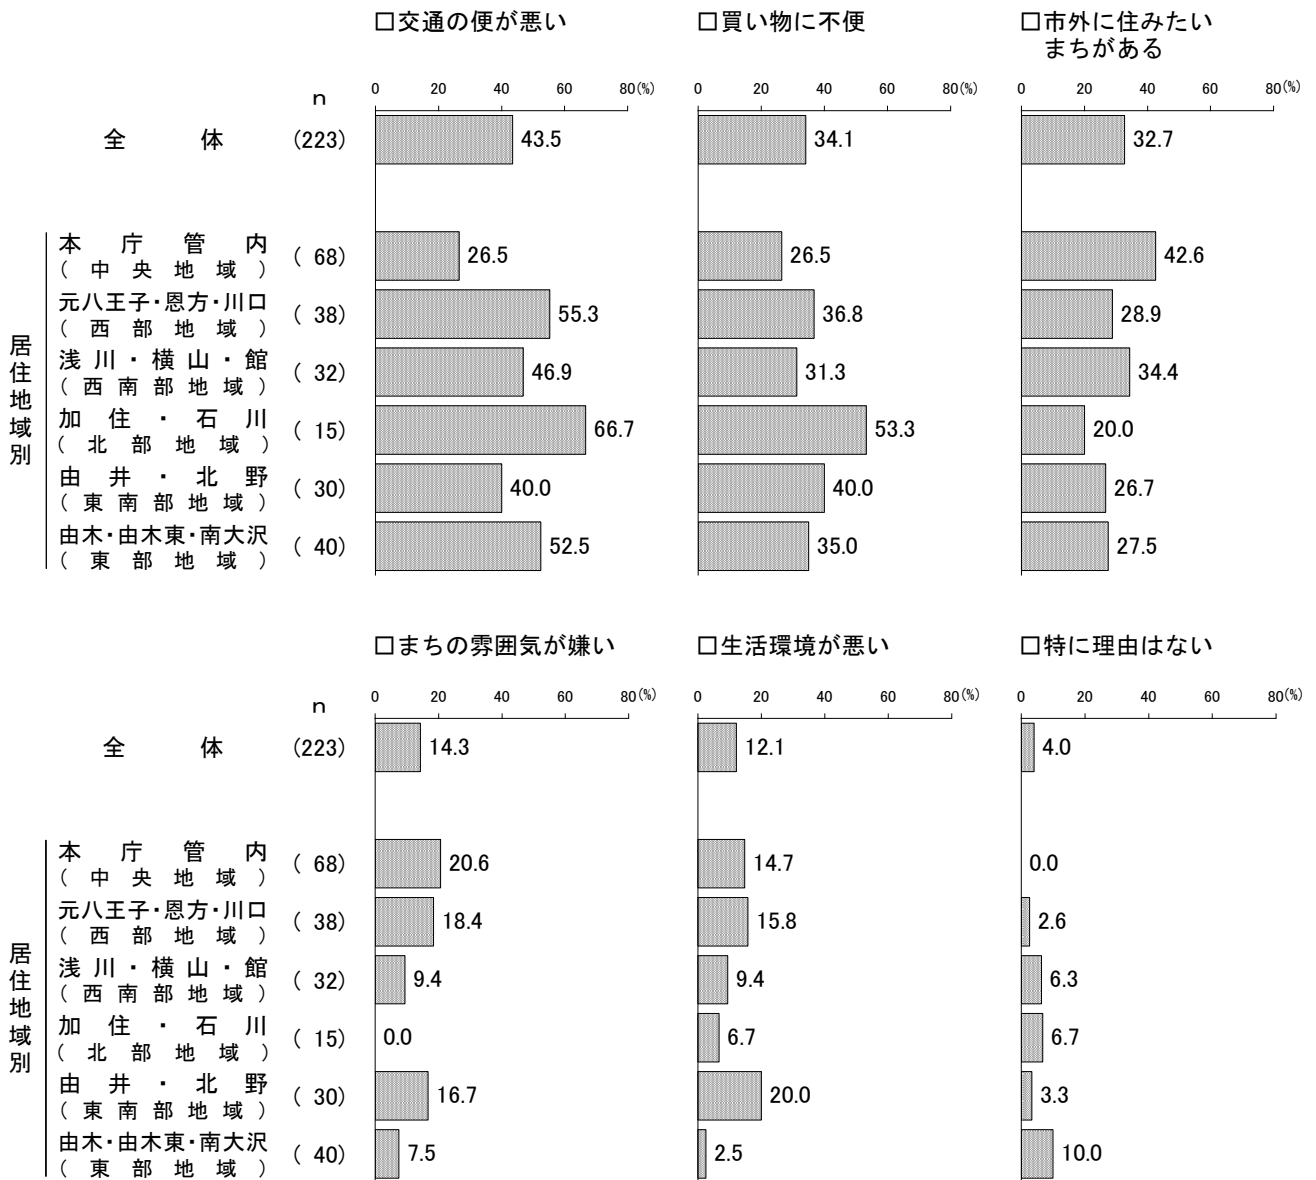 □交通の便が悪い □買い物に不便 □市外に住みたい
まちがある
n 0 20 40 60 80(%) 0 20 40 60 80(%) 0 20 40 60 80(%)
全体 (223) 43.5 34.1 32.7
居住地域別
本庁管内
(中央地域) ( 68) 26.5 26.5 42.6
元八王子・恩方・川口
(西部地域) ( 38) 55.3 36.8 28.9
浅川・横山・館
(西南部地域) ( 32) 46.9 31.3 34.4
加住・石川
(北部地域) ( 15) 66.7 53.3 20.0
由井・北野
(東南部地域) ( 30) 40.0 40.0 26.7
由木・由木東・南大沢
(東部地域) ( 40) 52.5 35.0 27.5
□まちの雰囲気が嫌い □生活環境が悪い □特に理由はない
n 0 20 40 60 80(%) 0 20 40 60 80(%) 0 20 40 60 80(%)
全体 (223) 14.3 12.1 4.0
居住地域別
本庁管内
(中央地域) ( 68) 20.6 14.7 0.0
元八王子・恩方・川口
(西部地域) ( 38) 18.4 15.8 2.6
浅川・横山・館
(西南部地域) ( 32) 9.4 9.4 6.3
加住・石川
(北部地域) ( 15) 0.0 6.7 6.7
由井・北野
(東南部地域) ( 30) 16.7 20.0 3.3
由木・由木東・南大沢
(東部地域) ( 40) 7.5 2.5 10.0